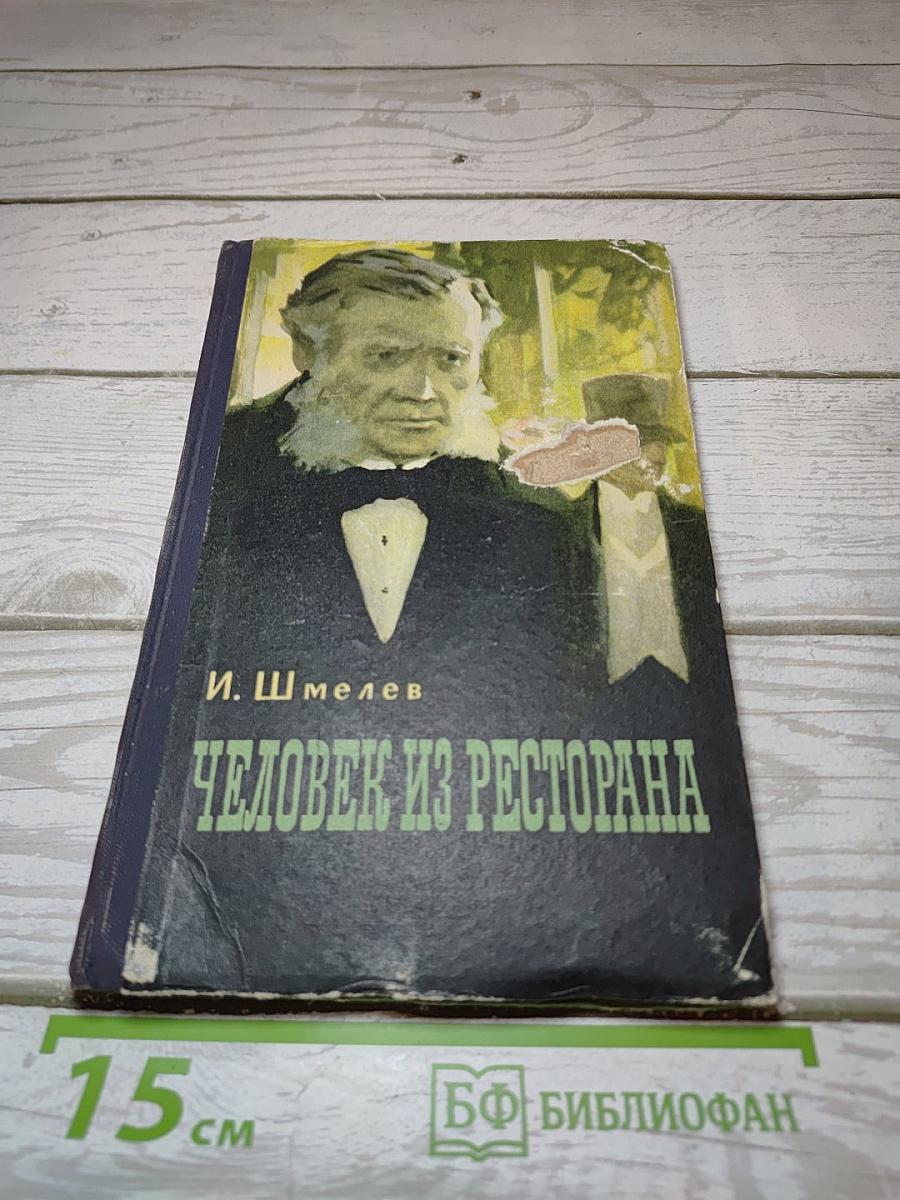 И. Шмелев
ЧЕЛОВЕК ИЗ РЕСТОРАНА
15 см
БФ БИБЛИОФАН